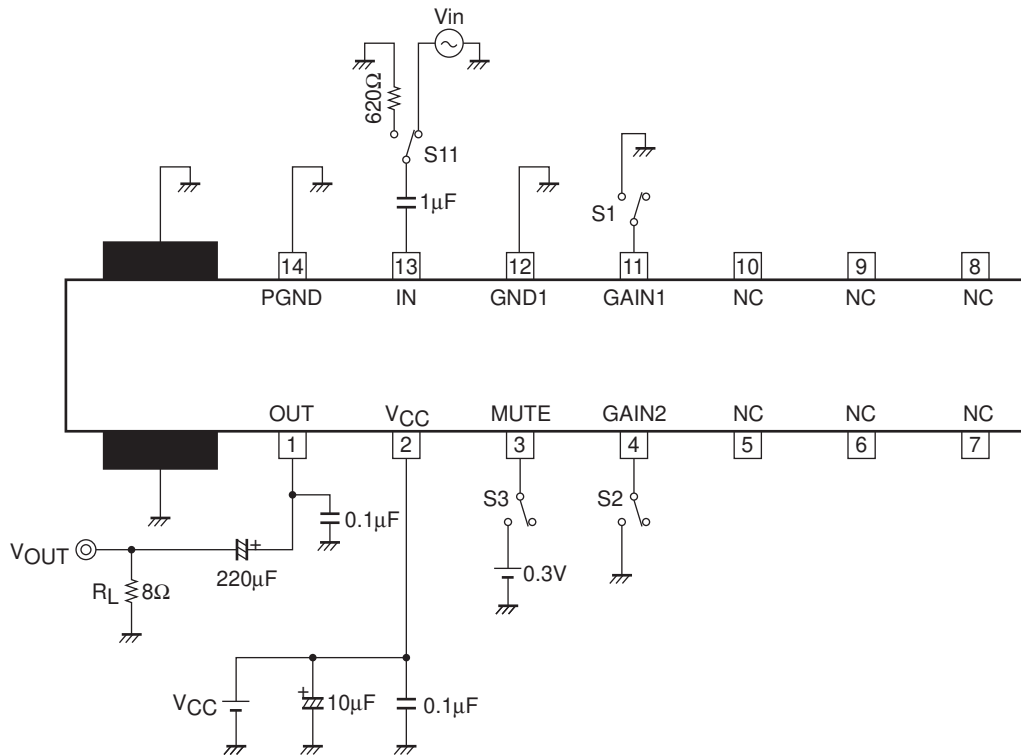 Vin
620Ω
S11
1μF
S1
14
13
12
11
10
9
8
PGND
IN
GND1
GAIN1
NC
NC
NC
OUT
VCC
MUTE
GAIN2
NC
NC
NC
1
2
3
4
5
6
7
S3
S2
0.1μF
VOUT
+
220μF
0.3V
RL
8Ω
VCC
+
10μF
0.1μF